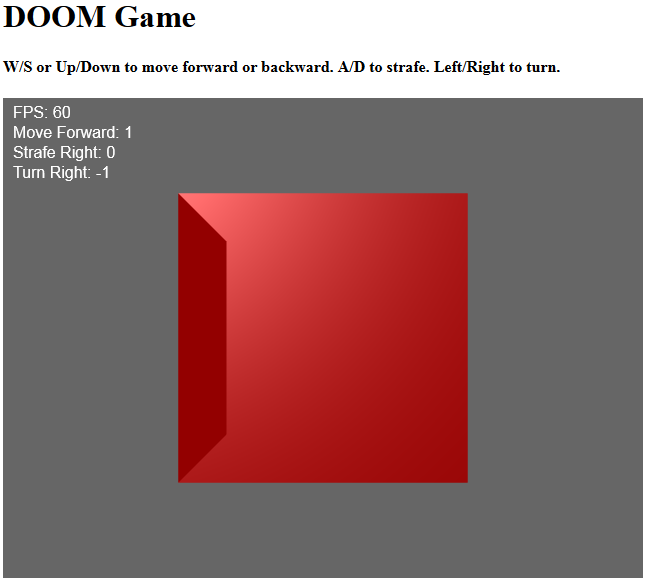 DOOM Game
W/S or Up/Down to move forward or backward. A/D to strafe. Left/Right to turn.
FPS: 60
Move Forward: 1
Strafe Right: 0
Turn Right: -1